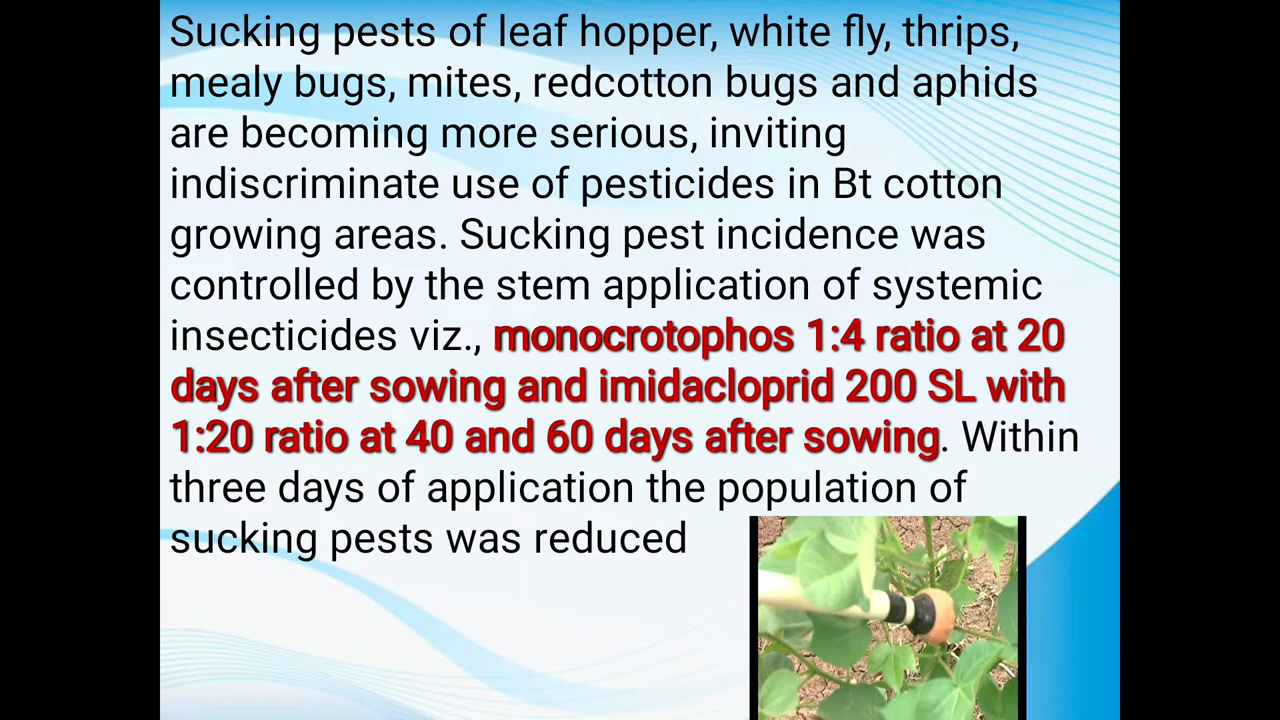 Sucking pests of leaf hopper, white fly, thrips,
mealy bugs, mites, redcotton bugs and aphids
are becoming more serious, inviting
indiscriminate use of pesticides in Bt cotton
growing areas. Sucking pest incidence was
controlled by the stem application of systemic
insecticides viz., monocrotophos 1:4 ratio at 20
days after sowing and imidacloprid 200 SL with
1:20 ratio at 40 and 60 days after sowing. Within
three days of application the population of
sucking pests was reduced